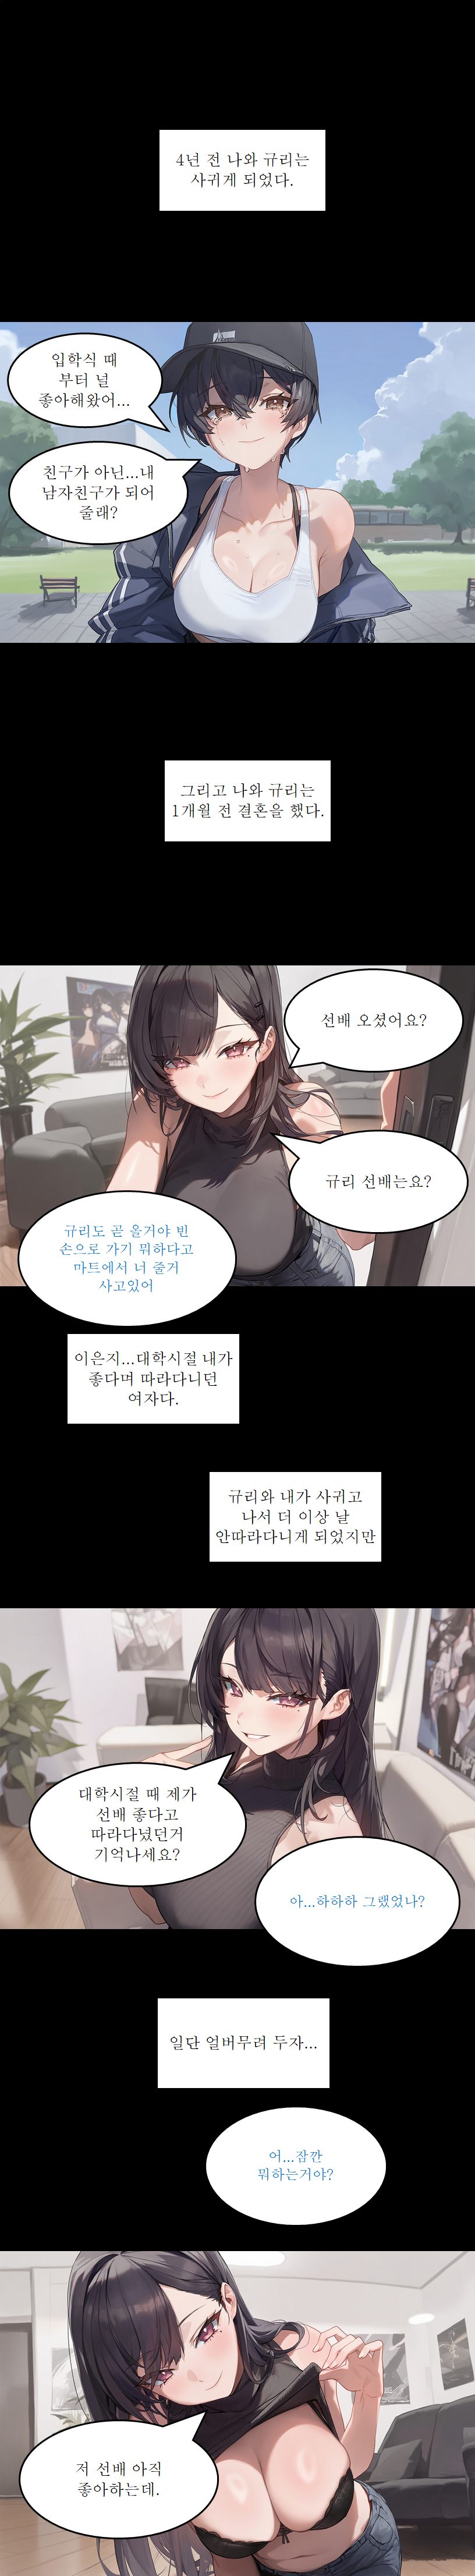 4년 전 나와 규리는
사귀게 되었다.
입학식 때
부터 널
좋아해왔어...
친구가 아닌...내
남자친구가 되어
줄래?
그리고 나와 규리는
1개월 전 결혼을 했다.
선배 오셨어요?
규리 선배는요?
규리도 곧 올거야 빈
손으로 가기 뭐하다고
마트에서 너 줄거
사고있어
이은지...대학시절 내가
좋다며 따라다니던
여자다.
규리와 내가 사귀고
나서 더 이상 날
안따라다니게 되었지만
대학시절 때 제가
선배 좋다고
따라다녔던거
기억나세요?
아...하하하 그랬었나?
일단 얼버무려 두자...
어...잠깐
뭐하는거야?
저 선배 아직
좋아하는데.